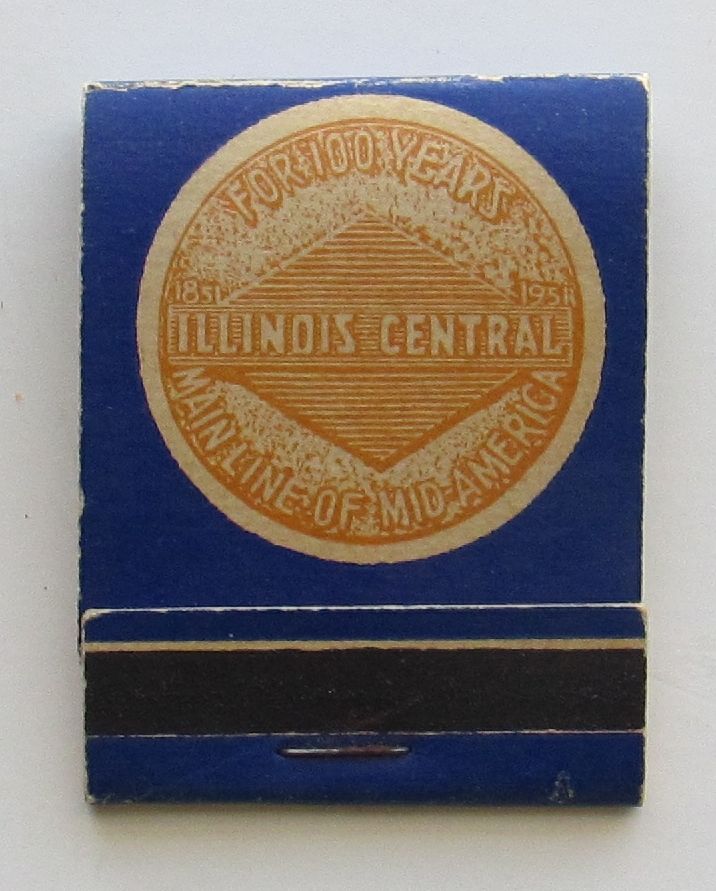 FOR 100 YEARS
1851 1951
ILLINOIS CENTRAL
MAIN LINE OF MID-AMERICA